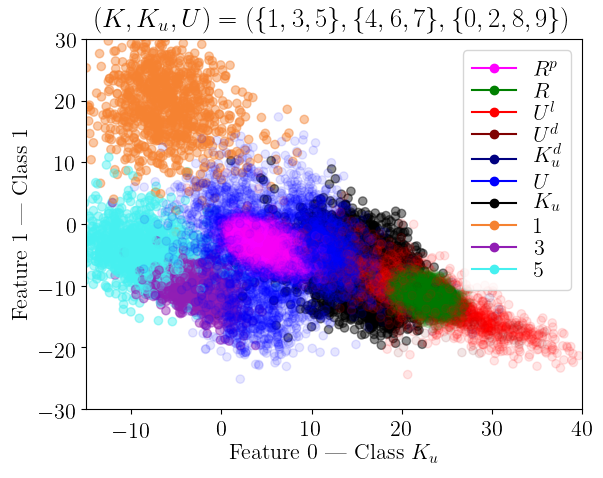 (K, K_u, U) = ({1, 3, 5}, {4, 6, 7}, {0, 2, 8, 9})
30
20
10
0
−10
−20
−30
Feature 1 — Class 1
R^p
R
U^l
U^d
K_u^d
U
K_u
1
3
5
−10
0
10
20
30
40
Feature 0 — Class K_u